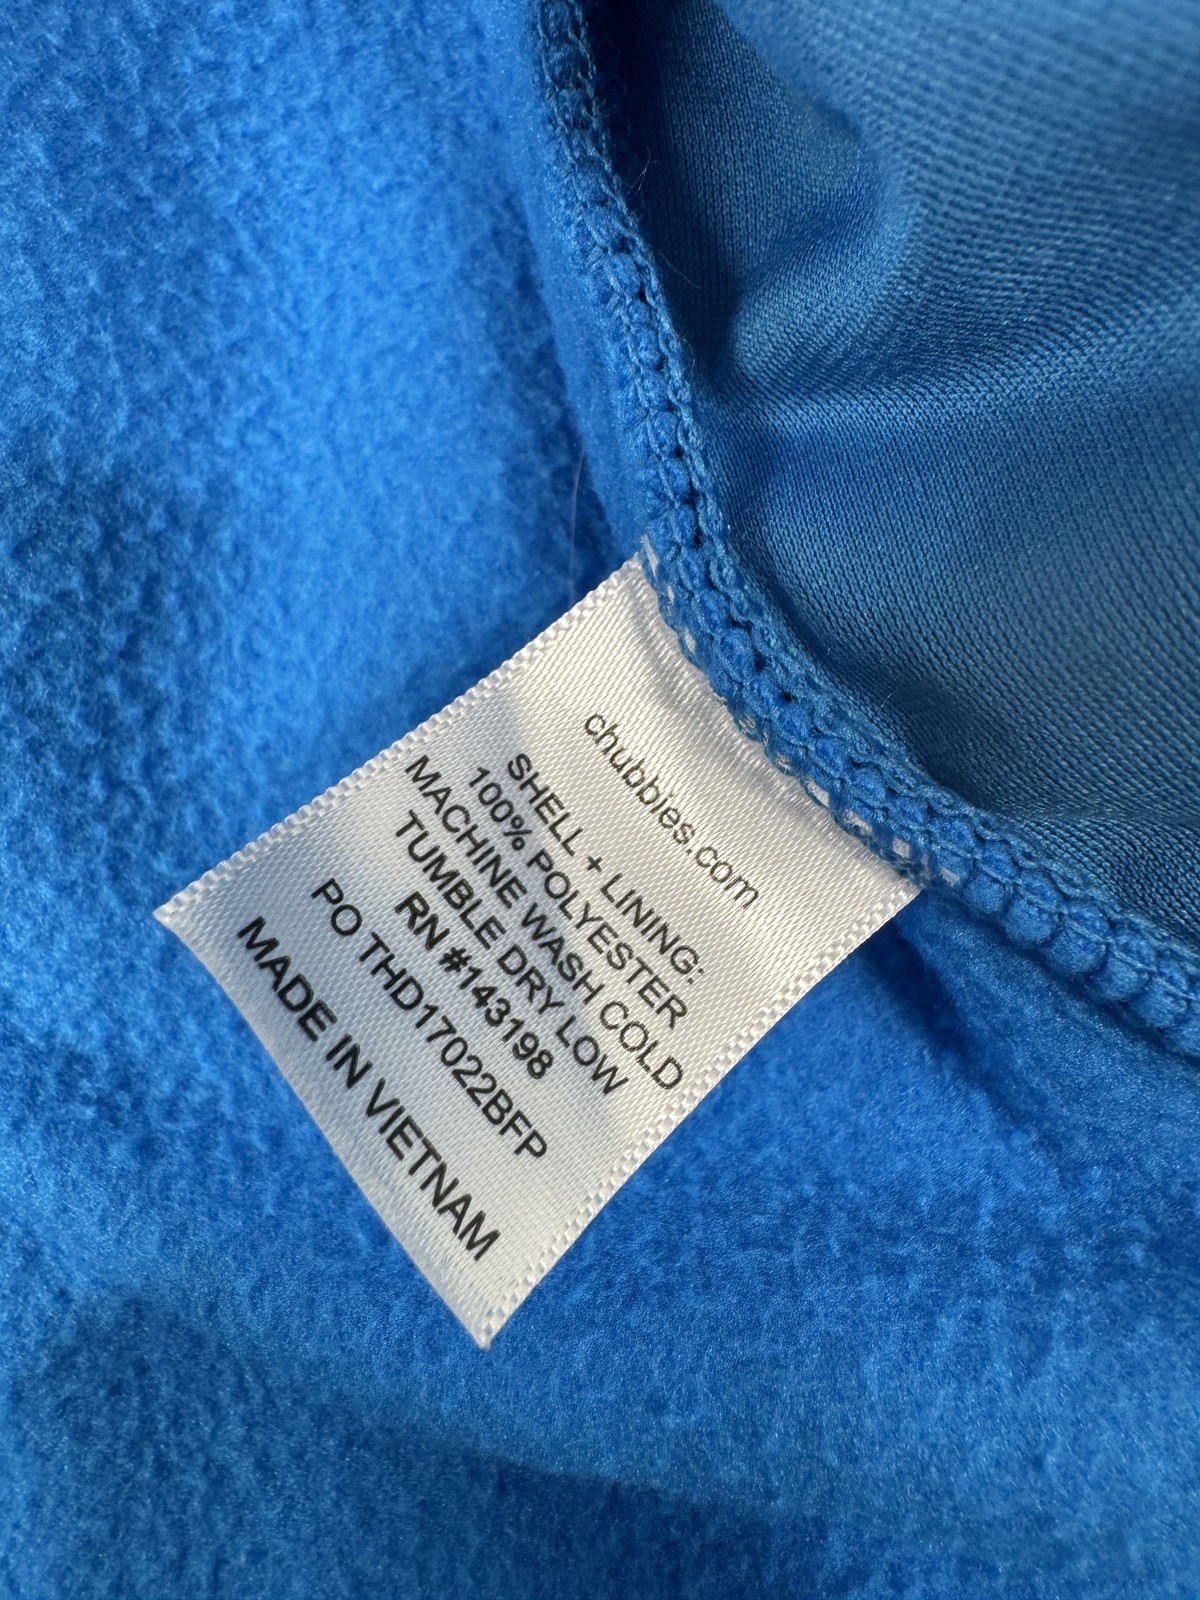 chubbies.com
SHELL + LINING:
100% POLYESTER
MACHINE WASH COLD
TUMBLE DRY LOW
RN #143198
PO THD17022BFP
MADE IN VIETNAM